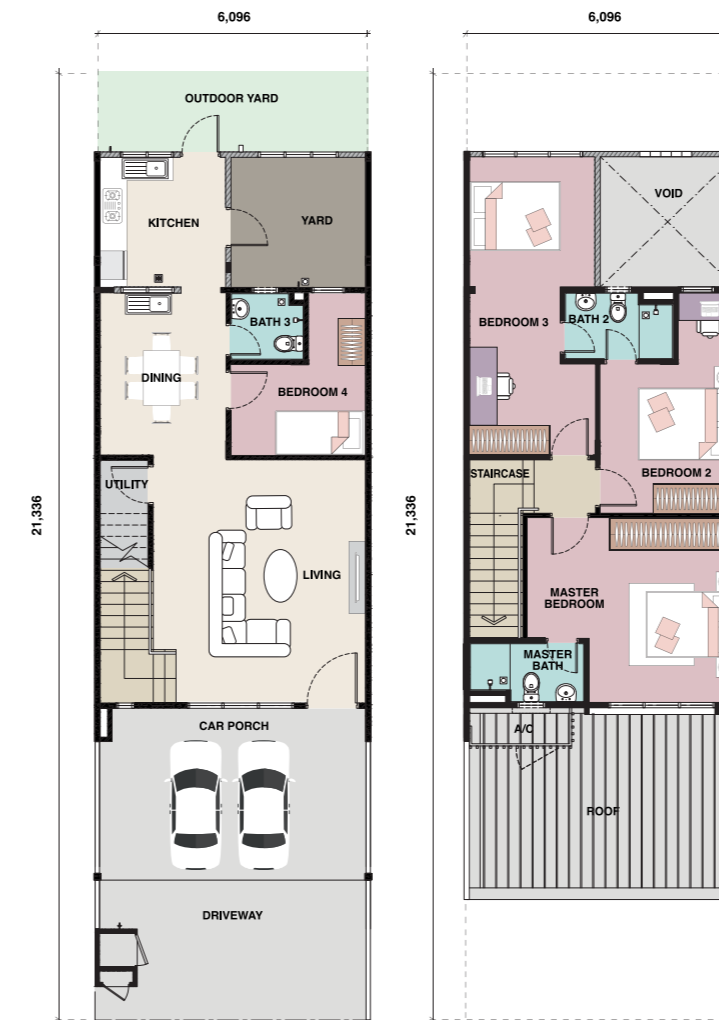 6,096
OUTDOOR YARD
KITCHEN
YARD
BATH 3
DINING
BEDROOM 4
UTILITY
21,336
LIVING
CAR PORCH
DRIVEWAY
6,096
VOID
BEDROOM 3
BATH 2
STAIRCASE
BEDROOM 2
21,336
MASTER
BEDROOM
MASTER
BATH
A/C
ROOF